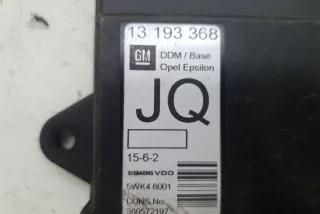 13 193 368
GM
DDM / Base
Opel Epsilon
JQ
15-6-2
SIEMENS VDO
5WK4 6001
DUNS.No:
360572197